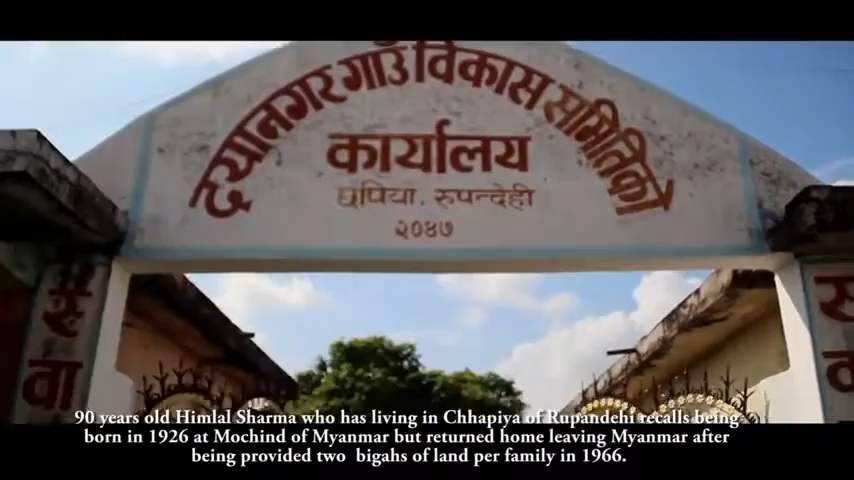 दयानगर गाउँ विकास समितिको
कार्यालय
छपिया, रुपन्देही
२०४७
90 years old Himlal Sharma who has living in Chhapiya of Rupandehi recalls being
born in 1926 at Mochind of Myanmar but returned home leaving Myanmar after
being provided two bigahs of land per family in 1966.